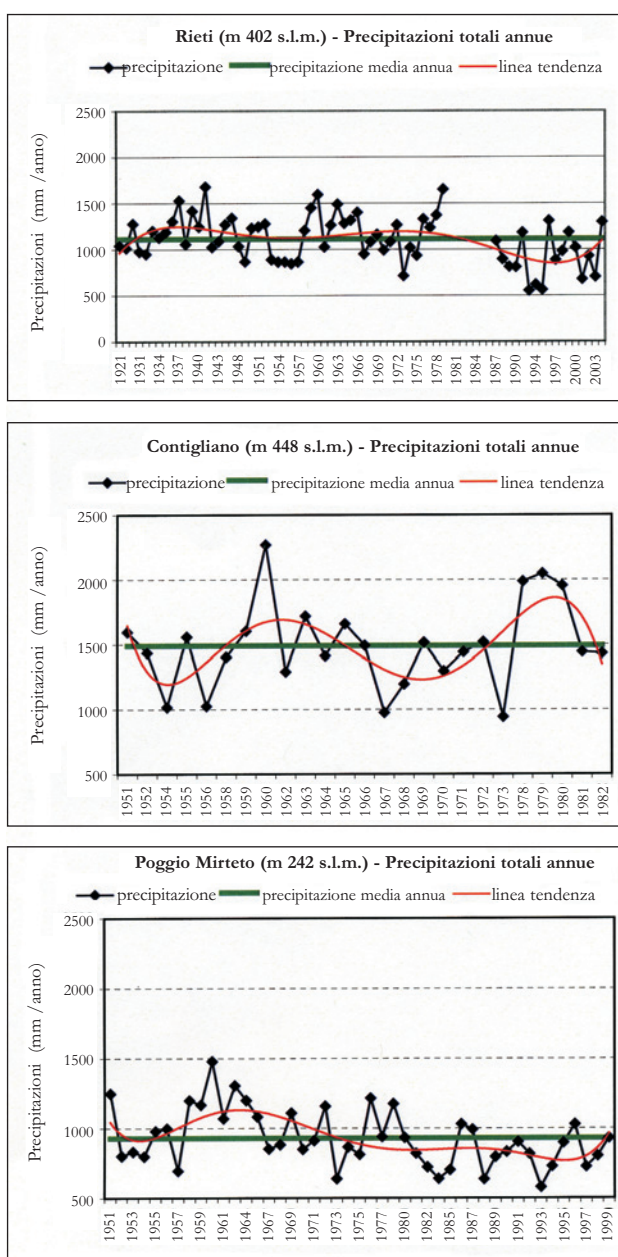 Rieti (m 402 s.l.m.) - Precipitazioni totali annue
precipitazione precipitazione media annua linea tendenza
Precipitazioni (mm /anno)
2500
2000
1500
1000
500
0
1921 1931 1934 1937 1940 1943 1945 1948 1951 1954 1957 1960 1963 1966 1969 1972 1975 1978 1981 1984 1987 1990 1994 1997 2000 2003
Contigliano (m 448 s.l.m.) - Precipitazioni totali annue
precipitazione precipitazione media annua linea tendenza
Precipitazioni (mm /anno)
2500
2000
1500
1000
500
1951 1952 1954 1955 1956 1958 1959 1960 1962 1963 1964 1965 1966 1967 1968 1969 1970 1971 1972 1973 1978 1979 1980 1981 1982
Poggio Mirteto (m 242 s.l.m.) - Precipitazioni totali annue
precipitazione precipitazione media annua linea tendenza
Precipitazioni (mm /anno)
2500
2000
1500
1000
500
1951 1953 1955 1957 1959 1961 1964 1967 1969 1971 1973 1975 1977 1980 1982 1985 1987 1989 1991 1993 1995 1997 1999